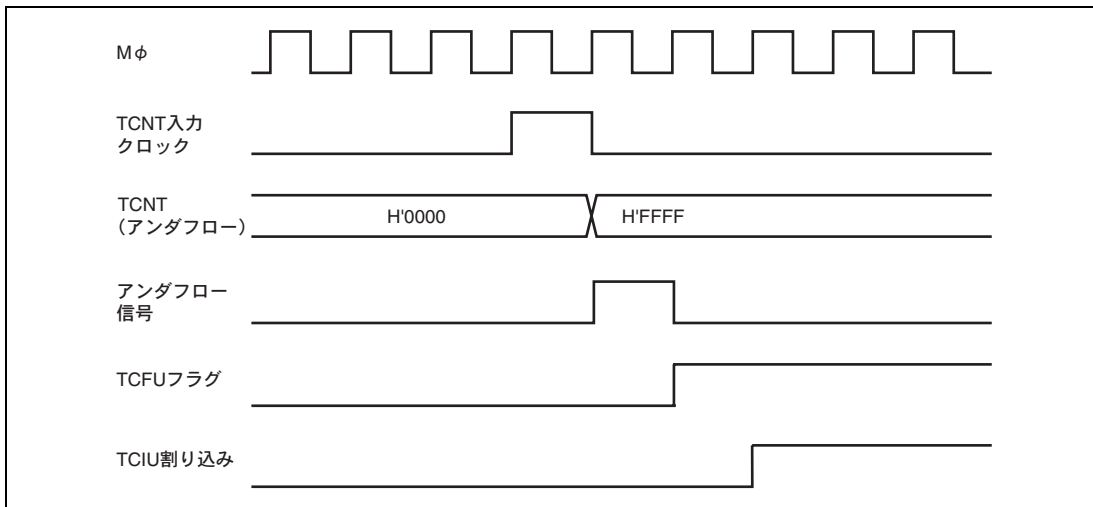 Mφ
TCNT入力
クロック
TCNT
（アンダフロー）
H'0000
H'FFFF
アンダフロー
信号
TCFUフラグ
TCIU割り込み